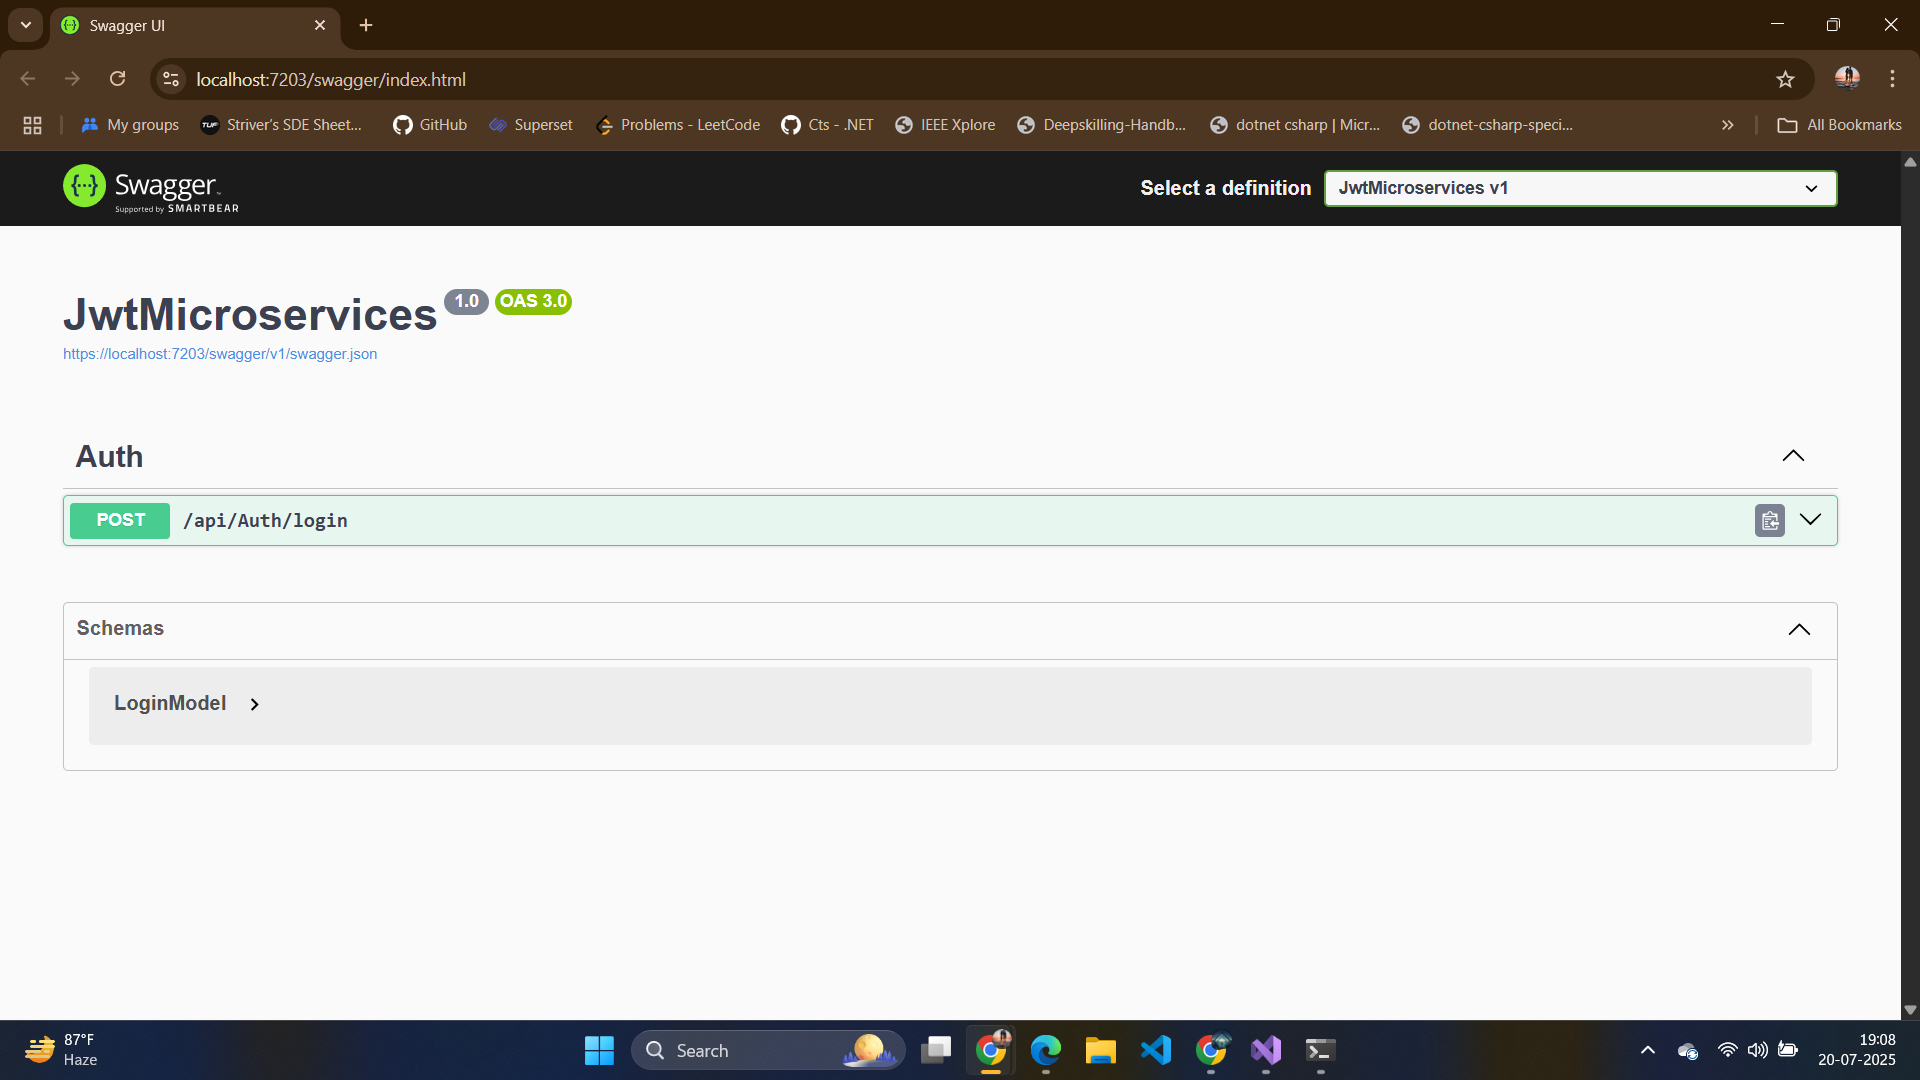 Swagger UI
localhost:7203/swagger/index.html
My groups
Striver's SDE Sheet...
GitHub
Superset
Problems - LeetCode
Cts - .NET
IEEE Xplore
Deepskilling-Handb...
dotnet csharp | Micr...
dotnet-csharp-speci...
All Bookmarks
Swagger
Supported by SMARTBEAR
Select a definition
JwtMicroservices v1
JwtMicroservices 1.0 OAS 3.0
https://localhost:7203/swagger/v1/swagger.json
Auth
POST /api/Auth/login
Schemas
LoginModel
87°F
Haze
Search
19:08
20-07-2025